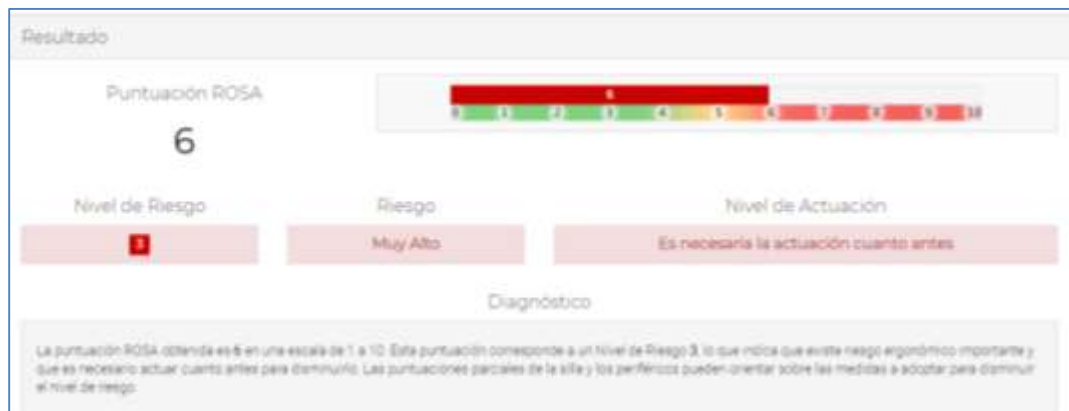 Resultado
Puntuación ROSA
6
6
0 1 2 3 4 5 6 7 8 9 10
Nivel de Riesgo
Riesgo
Nivel de Actuación
3
Muy Alto
Es necesaria la actuación cuanto antes
Diagnóstico
La puntuación ROSA obtenida es 6 en una escala de 1 a 10. Esta puntuación corresponde a un Nivel de Riesgo 3, lo que indica que existe riesgo ergonómico importante y
que es necesario actuar cuanto antes para disminuirlo. Las puntuaciones parciales de la silla y los periféricos pueden orientar sobre las medidas a adoptar para disminuir
el nivel de riesgo.